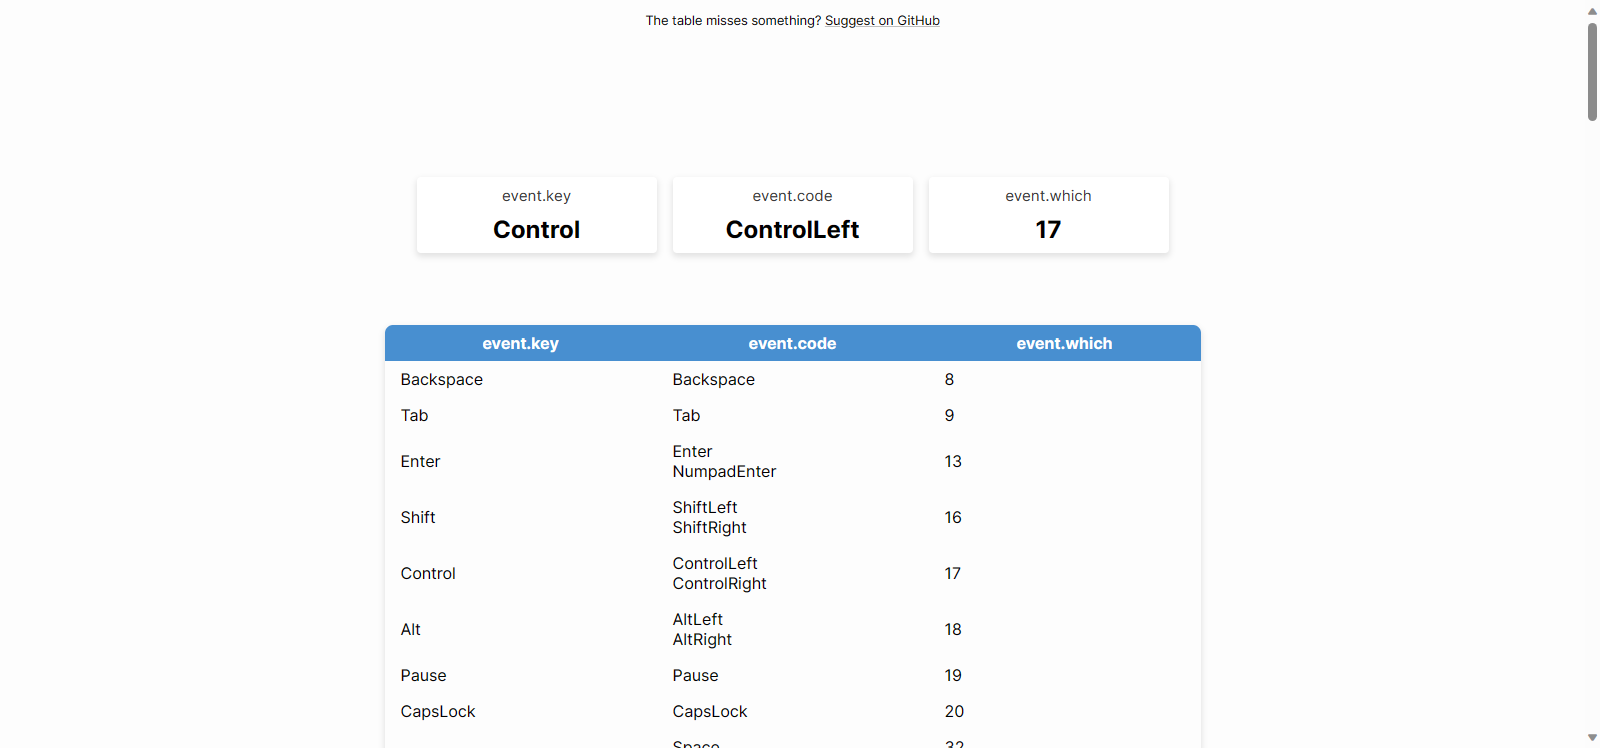 The table misses something? Suggest on GitHub
event.key event.code event.which
Control ControlLeft 17
event.key event.code event.which
Backspace Backspace 8
Tab Tab 9
Enter Enter NumpadEnter 13
Shift ShiftLeft ShiftRight 16
Control ControlLeft ControlRight 17
Alt AltLeft AltRight 18
Pause Pause 19
CapsLock CapsLock 20
Space 32